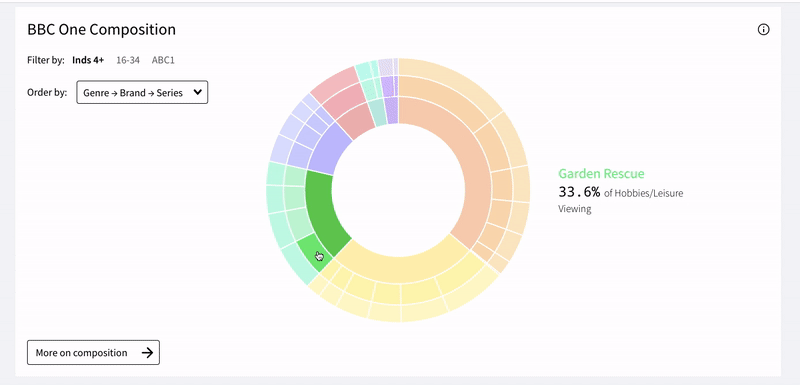 BBC One Composition
Filter by: Inds 4+ 16-34 ABC1
Order by: Genre → Brand → Series
Garden Rescue
33.6% of Hobbies/Leisure
Viewing
More on composition →